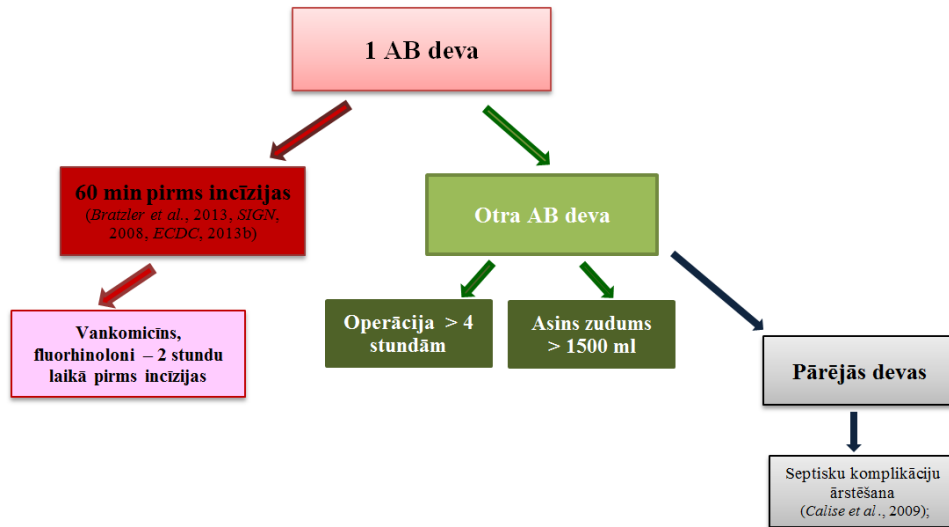 1 AB deva
60 min pirms incīzijas
(Bratzler et al., 2013, SIGN,
2008, ECDC, 2013b)
Otra AB deva
Vankomicīns,
fluorhinoloni – 2 stundu
laikā pirms incīzijas
Operācija > 4
stundām
Asins zudums
> 1500 ml
Pārējās devas
Septisku komplikāciju
ārstēšana
(Calise et al., 2009);